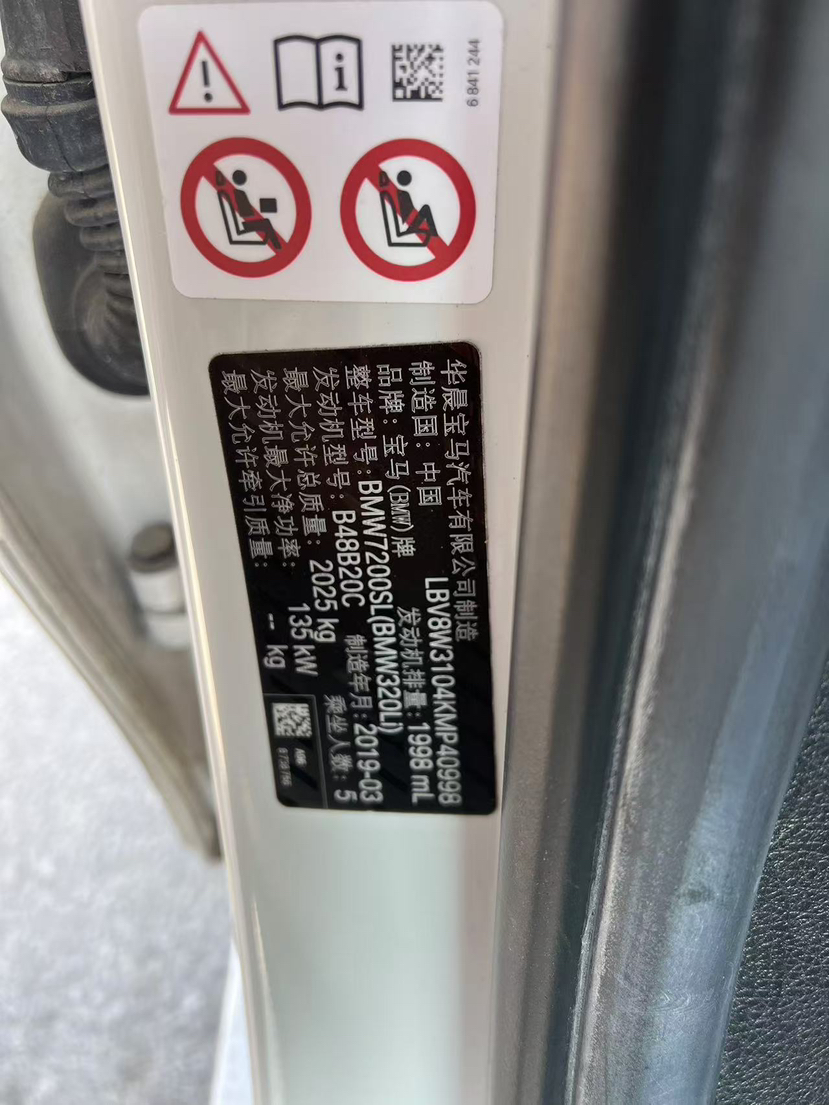 6 841 244
华晨宝马汽车有限公司制造
制造国：中国 LBV8W3104KMP40998
品牌：宝马(BMW)牌 发动机排量：1998 mL
整车型号：BMW7200SL(BMW320Li)
发动机型号：B48B20C 制造年月：2019-03
最大允许总质量：2025 kg 乘坐人数：5
发动机最大净功率：135 kW
最大允许牵引质量：-- kg